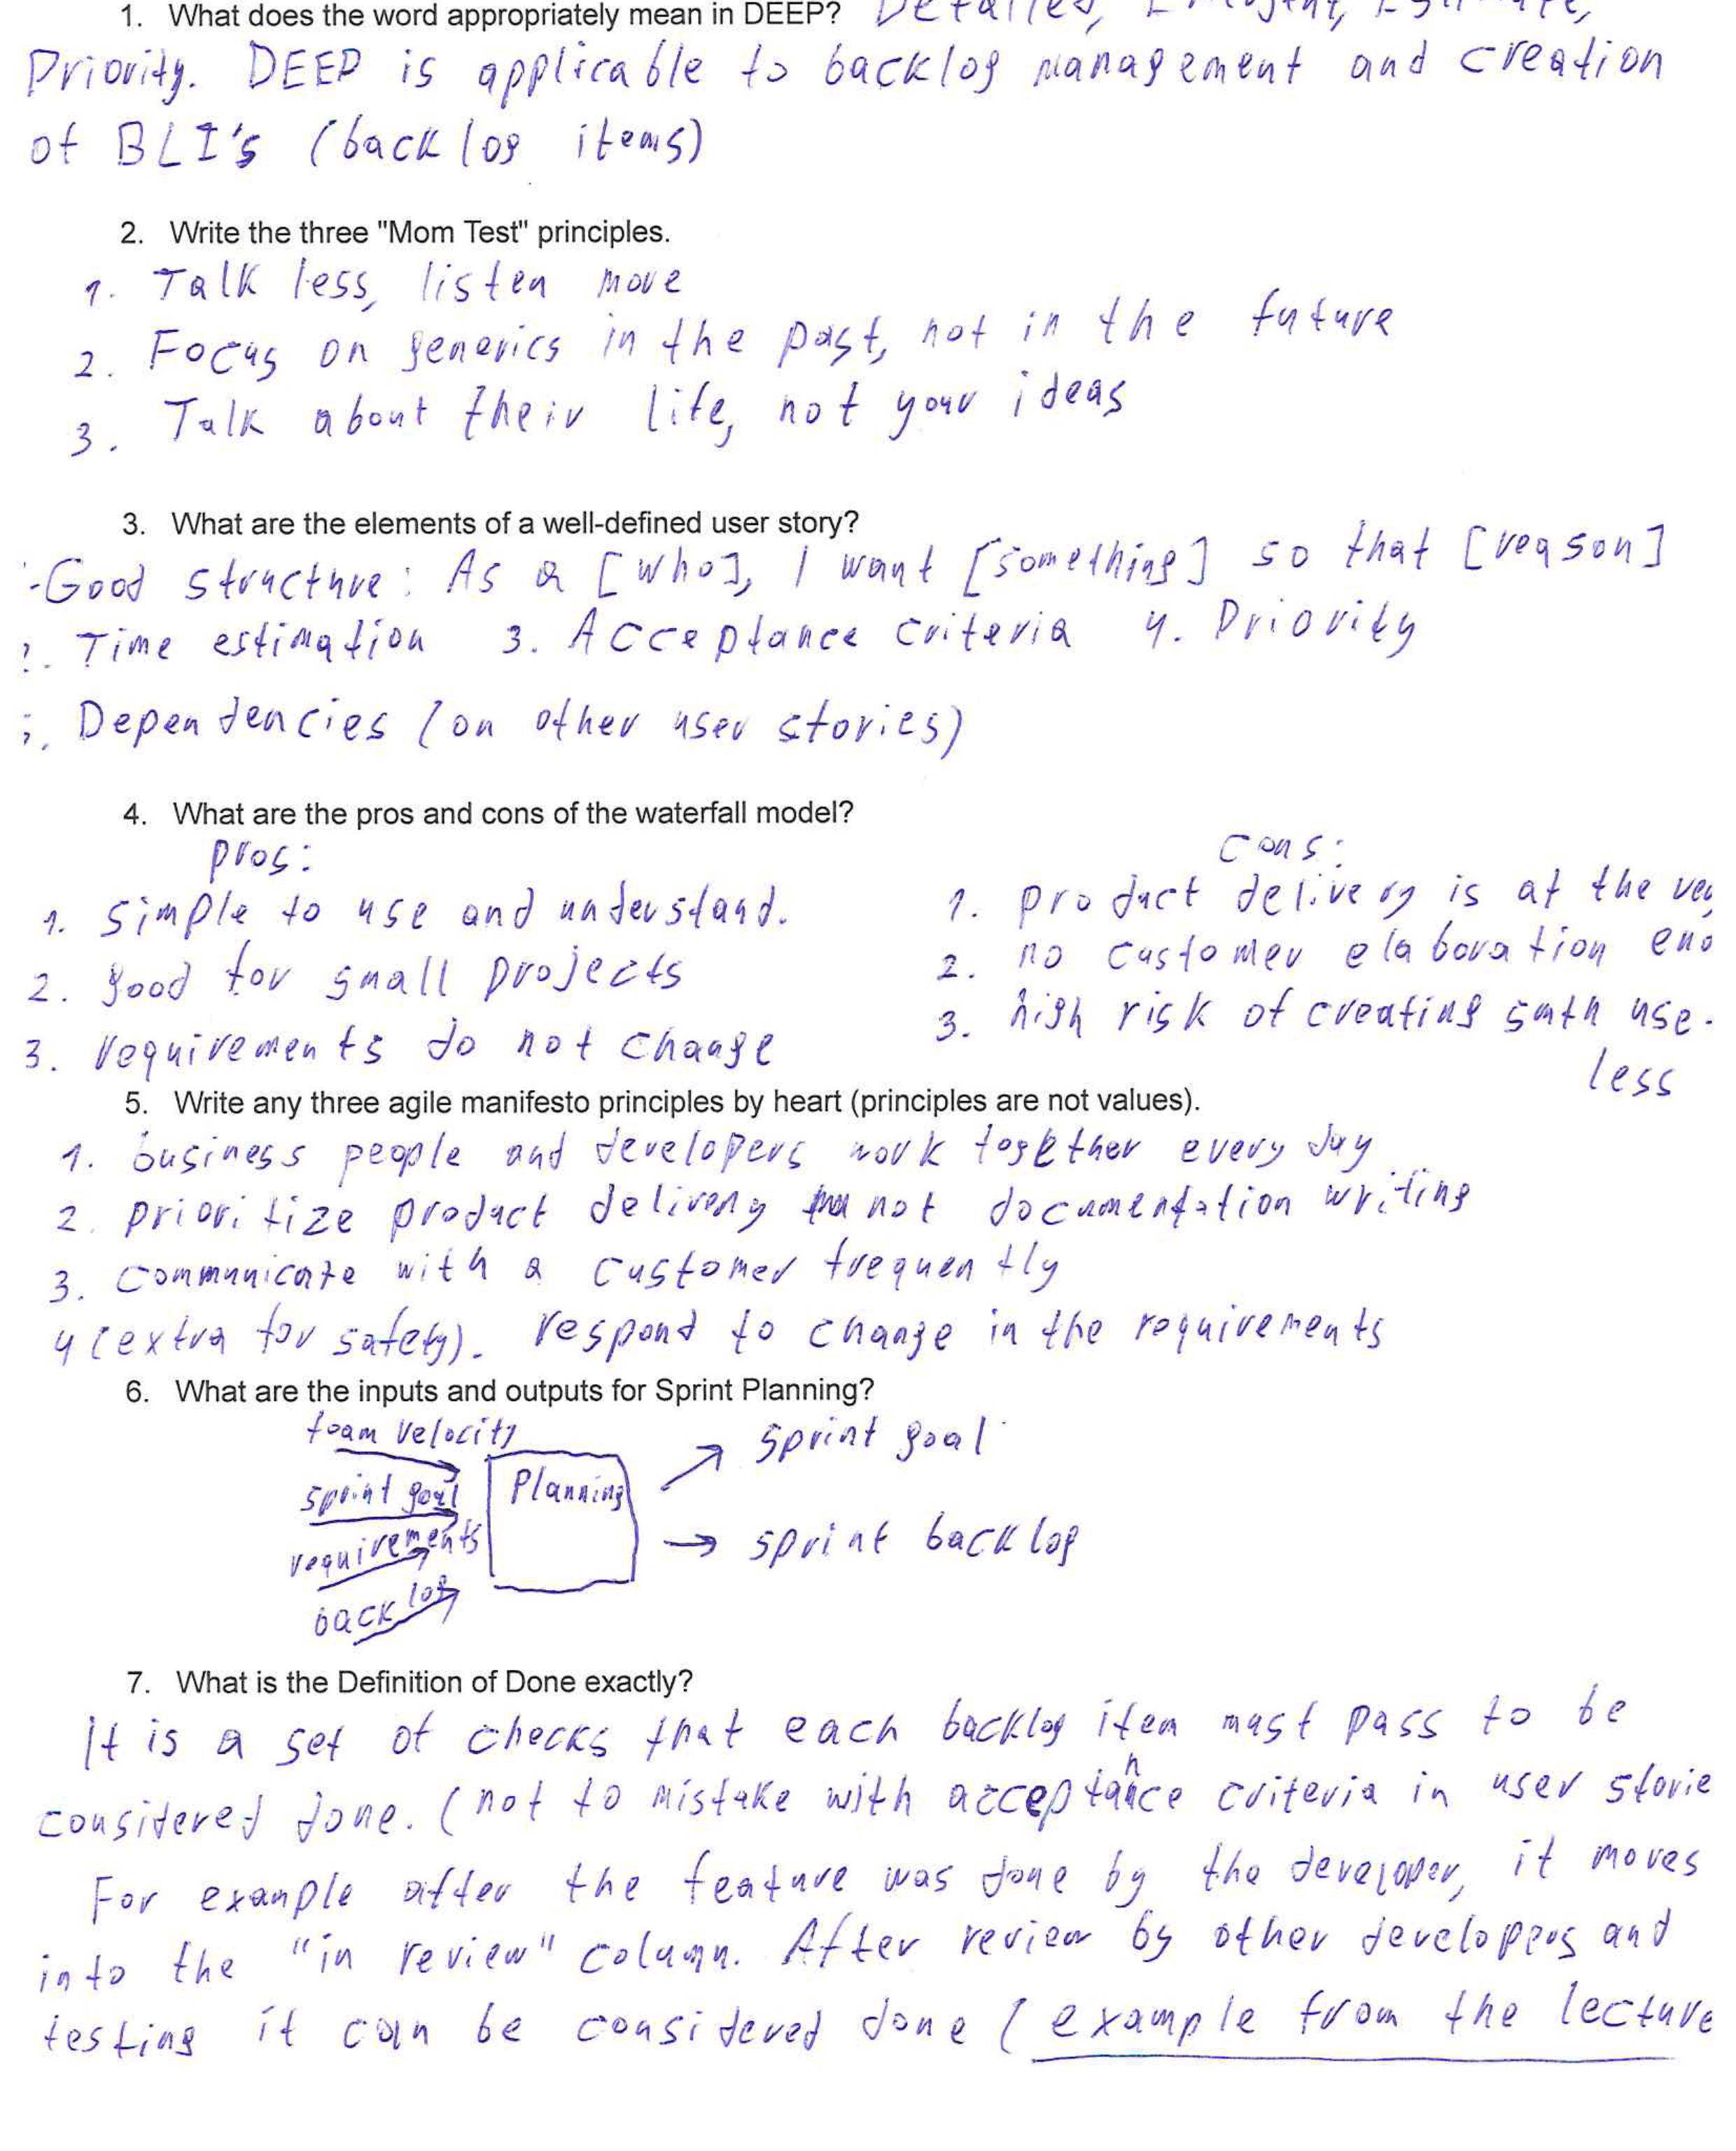 1. What does the word appropriately mean in DEEP? Detailed, Emergent, Estimate,
Priority. DEEP is applicable to backlog management and creation
of BLI's (backlog items)
2. Write the three "Mom Test" principles.
1. Talk less, listen more
2. Focus on generics in the past, not in the future
3. Talk about their life, not your ideas
3. What are the elements of a well-defined user story?
-Good structure: As a [who], I want [something] so that [reason]
2. Time estimation 3. Acceptance criteria 4. Priority
5. Dependencies (on other user stories)
4. What are the pros and cons of the waterfall model?
pros: cons:
1. simple to use and understand. 1. product delivery is at the very
2. good for small projects 2. no customer elaboration end
3. requirements do not change 3. high risk of creating smth use-
less
5. Write any three agile manifesto principles by heart (principles are not values).
1. business people and developers work together every day
2. prioritize product delivery not documentation writing
3. communicate with a customer frequently
4 (extra for safety). respond to change in the requirements
6. What are the inputs and outputs for Sprint Planning?
team velocity
sprint goal
sprint goal Planning
requirements
sprint backlog
backlog
7. What is the Definition of Done exactly?
It is a set of checks that each backlog item must pass to be
considered done. (not to mistake with acceptance criteria in user storie
For example after the feature was done by the developer, it moves
into the "in review" column. After review by other developers and
testing it can be considered done (example from the lecture